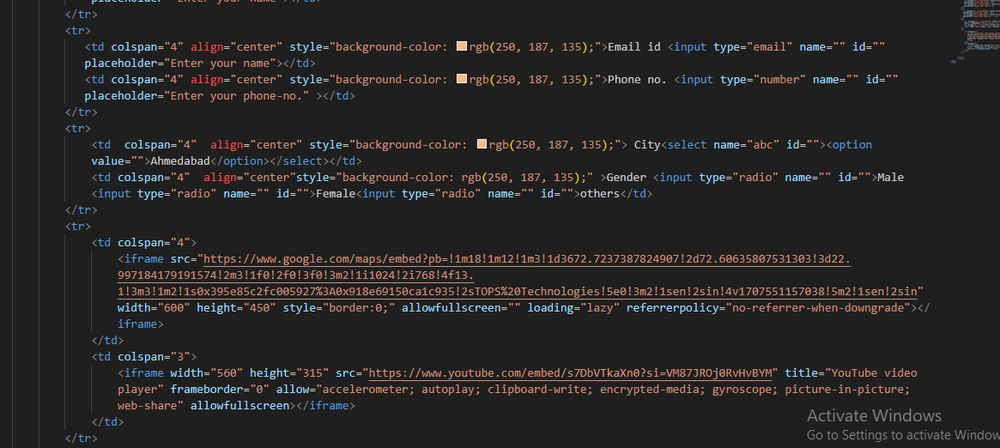 placeholder="Enter your name"></td>
</tr>
<tr>
<td colspan="4" align="center" style="background-color: rgb(250, 187, 135);">Email id <input type="email" name="" id=""
placeholder="Enter your name"></td>
<td colspan="4" align="center" style="background-color: rgb(250, 187, 135);">Phone no. <input type="number" name="" id=""
placeholder="Enter your phone-no." ></td>
</tr>
<tr>
<td  colspan="4"  align="center" style="background-color: rgb(250, 187, 135);"> City<select name="abc" id=""><option
value="">Ahmedabad</option></select></td>
<td colspan="4"  align="center"style="background-color: rgb(250, 187, 135);" >Gender <input type="radio" name="" id="">Male
<input type="radio" name="" id="">Female<input type="radio" name="" id="">others</td>
</tr>
<tr>
<td colspan="4">
<iframe src="https://www.google.com/maps/embed?pb=!1m18!1m12!1m3!1d3672.7237387824907!2d72.60635807531303!3d22.
997184179191574!2m3!1f0!2f0!3f0!3m2!1i1024!2i768!4f13.
1!3m3!1m2!1s0x395e85c2fc005927%3A0x918e69150ca1c935!2sTOPS%20Technologies!5e0!3m2!1sen!2sin!4v1707551157038!5m2!1sen!2sin"
width="600" height="450" style="border:0;" allowfullscreen="" loading="lazy" referrerpolicy="no-referrer-when-downgrade"></
iframe>
</td>
<td colspan="3">
<iframe width="560" height="315" src="https://www.youtube.com/embed/s7DbVTkaXn0?si=VM87JROj0RvHvBYM" title="YouTube video
player" frameborder="0" allow="accelerometer; autoplay; clipboard-write; encrypted-media; gyroscope; picture-in-picture;
web-share" allowfullscreen></iframe>
</td>
</tr>
Activate Windows
Go to Settings to activate Window